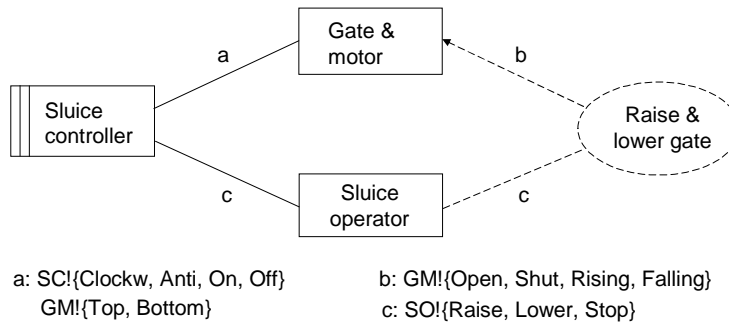 Gate &
motor
a
b
Sluice
controller
Raise &
lower gate
c
Sluice
operator
c
a: SC!{Clockw, Anti, On, Off}
GM!{Top, Bottom}
b: GM!{Open, Shut, Rising, Falling}
c: SO!{Raise, Lower, Stop}